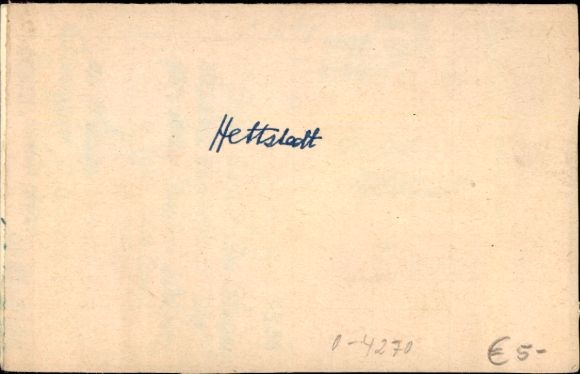 Hettstedt
0-4270
€ 5-